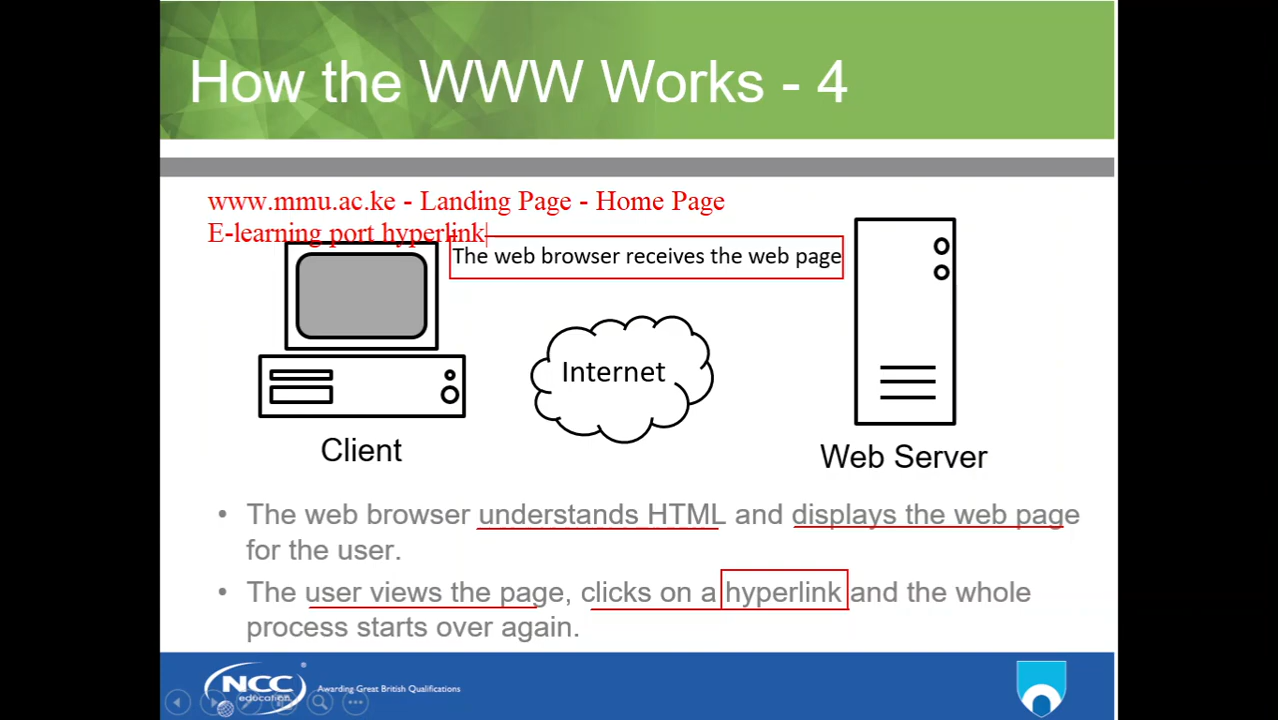 How the WWW Works - 4
www.mmu.ac.ke - Landing Page - Home Page
E-learning port hyperlink
The web browser receives the web page
Internet
Client
Web Server
• The web browser understands HTML and displays the web page
for the user.
• The user views the page, clicks on a hyperlink and the whole
process starts over again.
NCC
education
Awarding Great British Qualifications